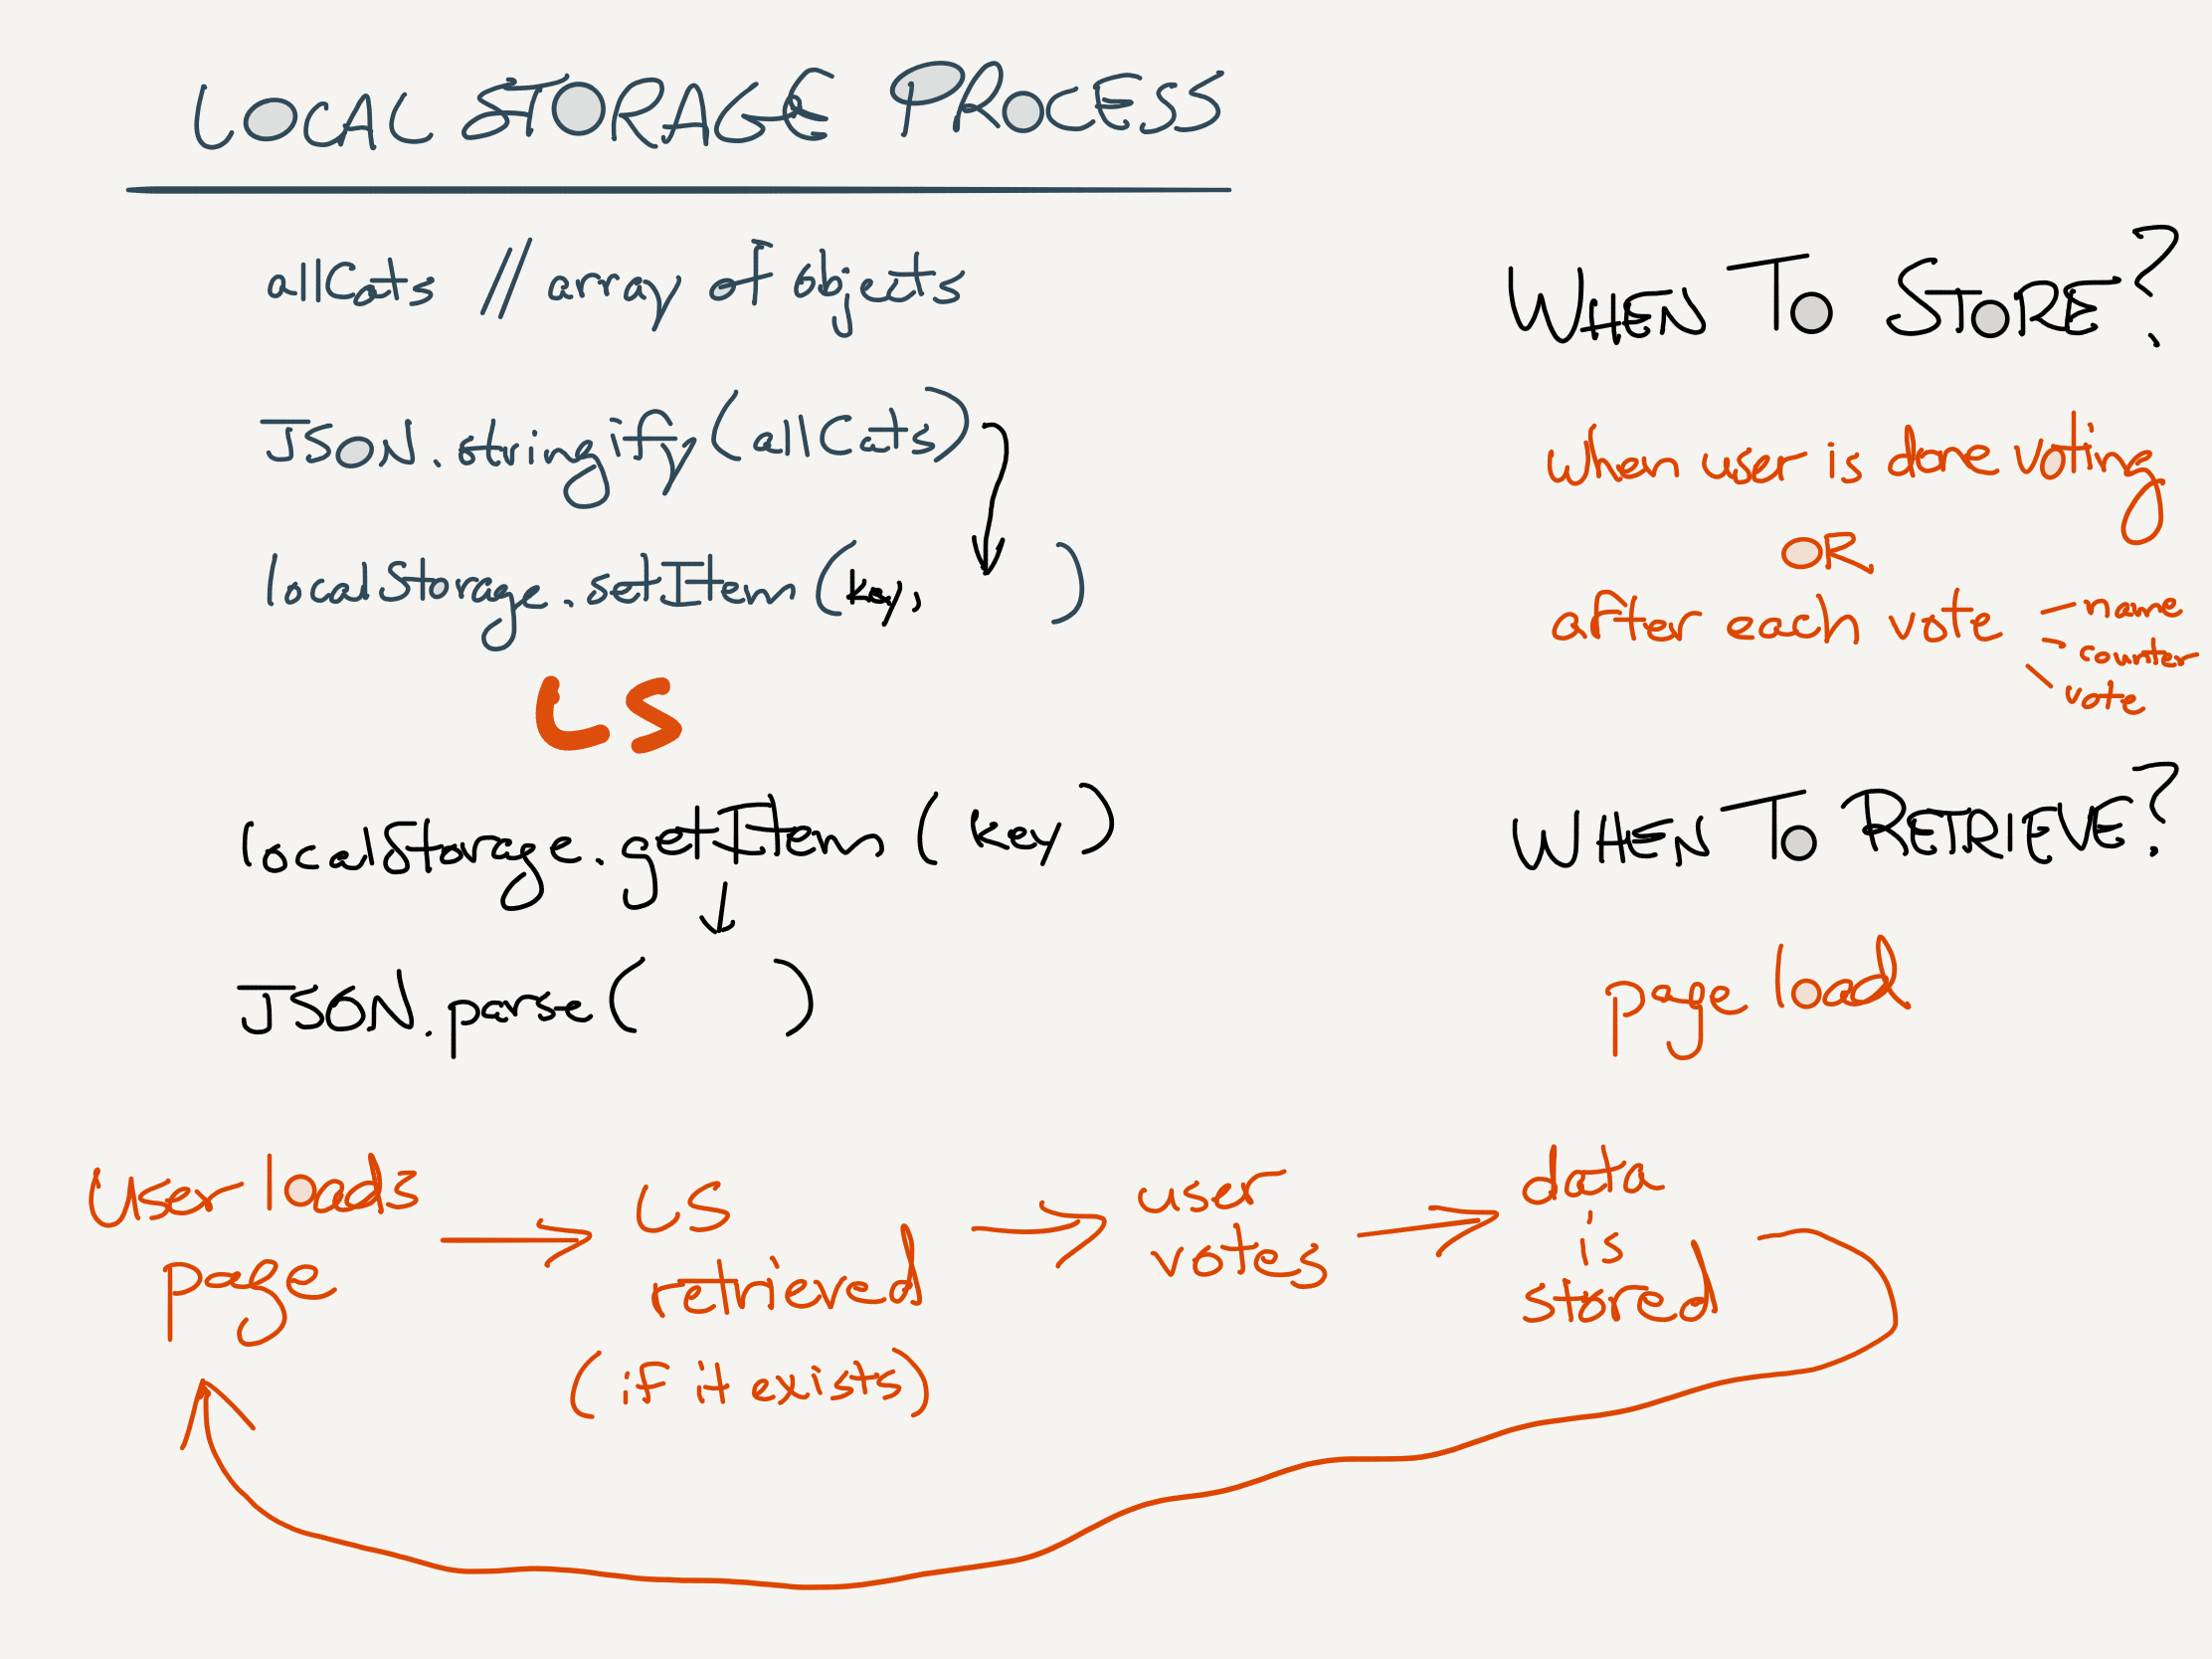 LOCAL STORAGE PROCESS
allCats // array of objects
JSON.stringify(allCats)
localStorage.setItem(key, )
LS
localStorage.getItem(key)
JSON.parse( )
WHEN TO STORE?
when user is done voting
OR
after each vote
name
counter
vote
WHEN TO RETRIEVE?
page load
user loads
page
LS
retrieved
(if it exists)
user
votes
data
is
stored